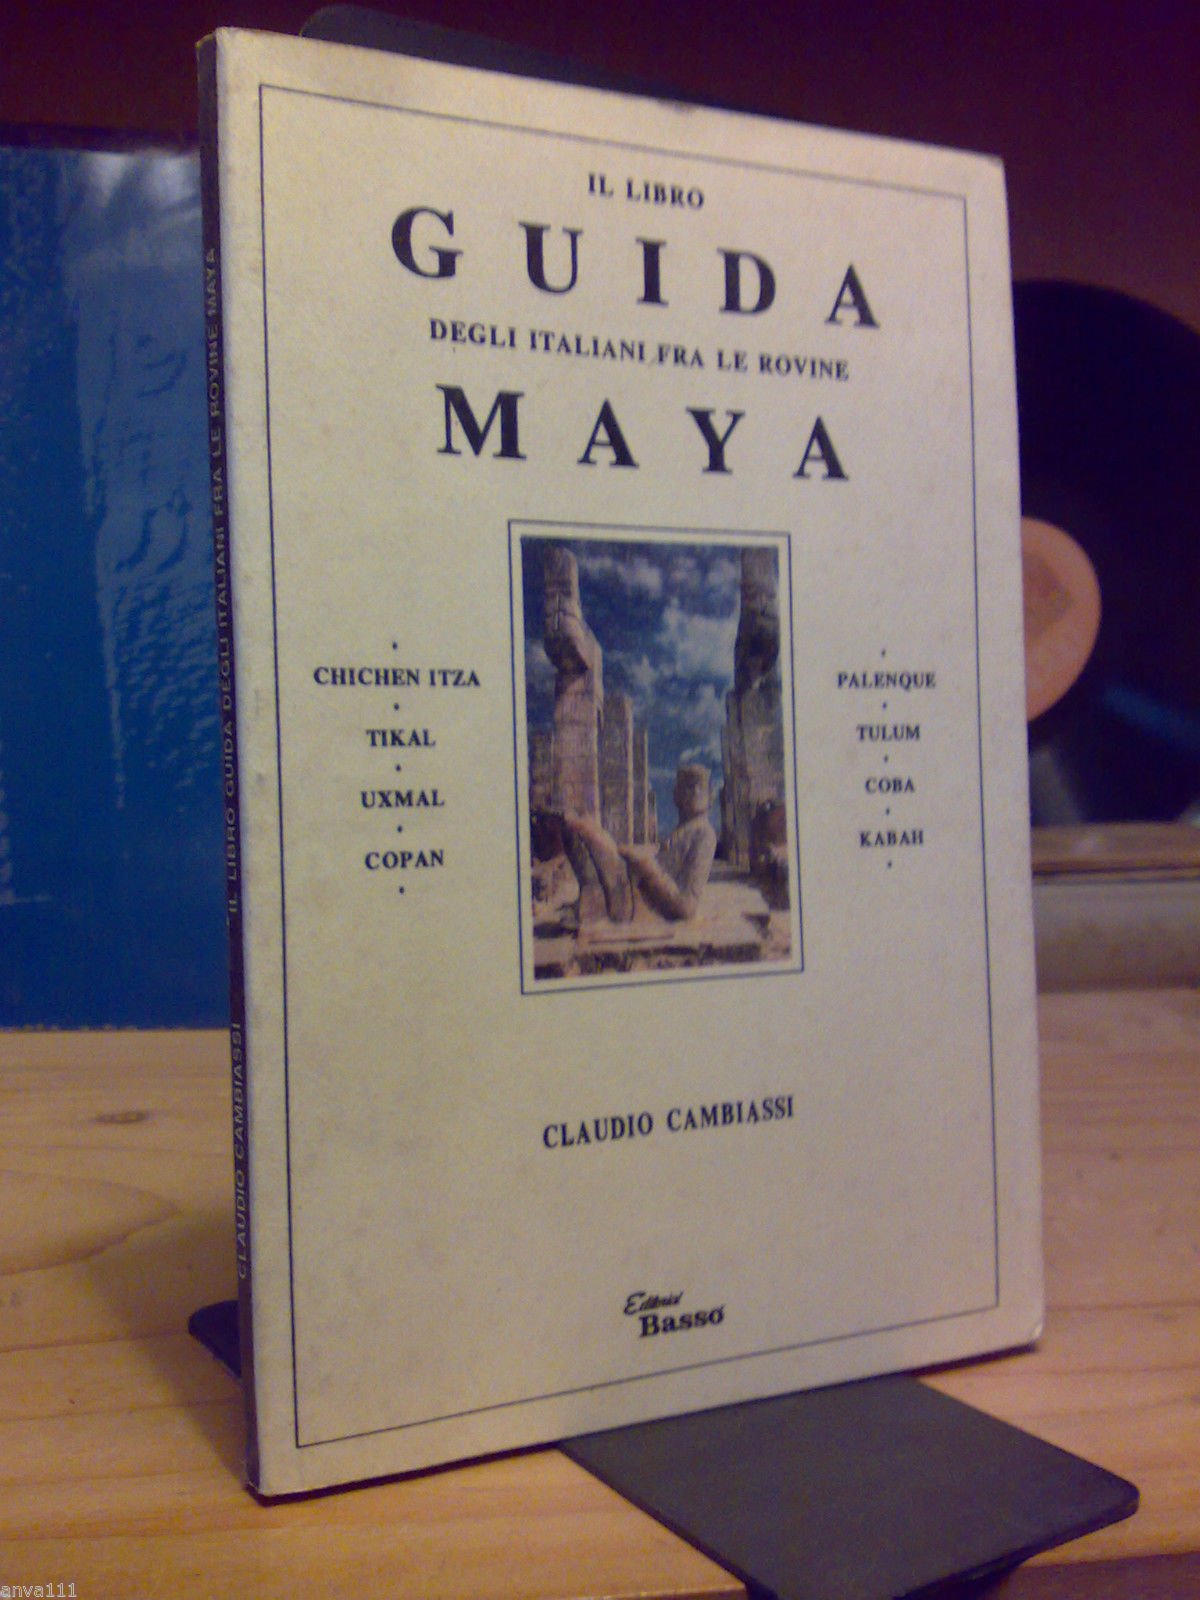 IL LIBRO
GUIDA
DEGLI ITALIANI FRA LE ROVINE
MAYA
CHICHEN ITZA
TIKAL
UXMAL
COPAN
PALENQUE
TULUM
COBA
KABAH
CLAUDIO CAMBIASSI
Editorial
Basso
CLAUDIO CAMBIASSI IL LIBRO GUIDA DEGLI ITALIANI FRA LE ROVINE MAYA
anva111